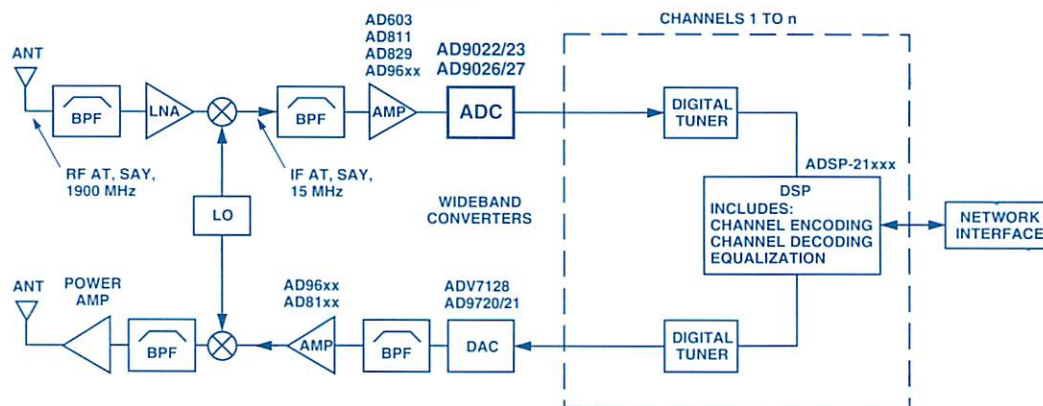 CHANNELS 1 TO n
AD603
AD811
AD829
AD96xx
AD9022/23
AD9026/27
ANT
BPF
LNA
BPF
AMP
ADC
DIGITAL
TUNER
RF AT, SAY,
1900 MHz
IF AT, SAY,
15 MHz
ADSP-21xxx
LO
WIDEBAND
CONVERTERS
DSP
INCLUDES:
CHANNEL ENCODING
CHANNEL DECODING
EQUALIZATION
NETWORK
INTERFACE
ANT
POWER
AMP
AD96xx
AD81xx
ADV7128
AD9720/21
BPF
AMP
BPF
DAC
DIGITAL
TUNER